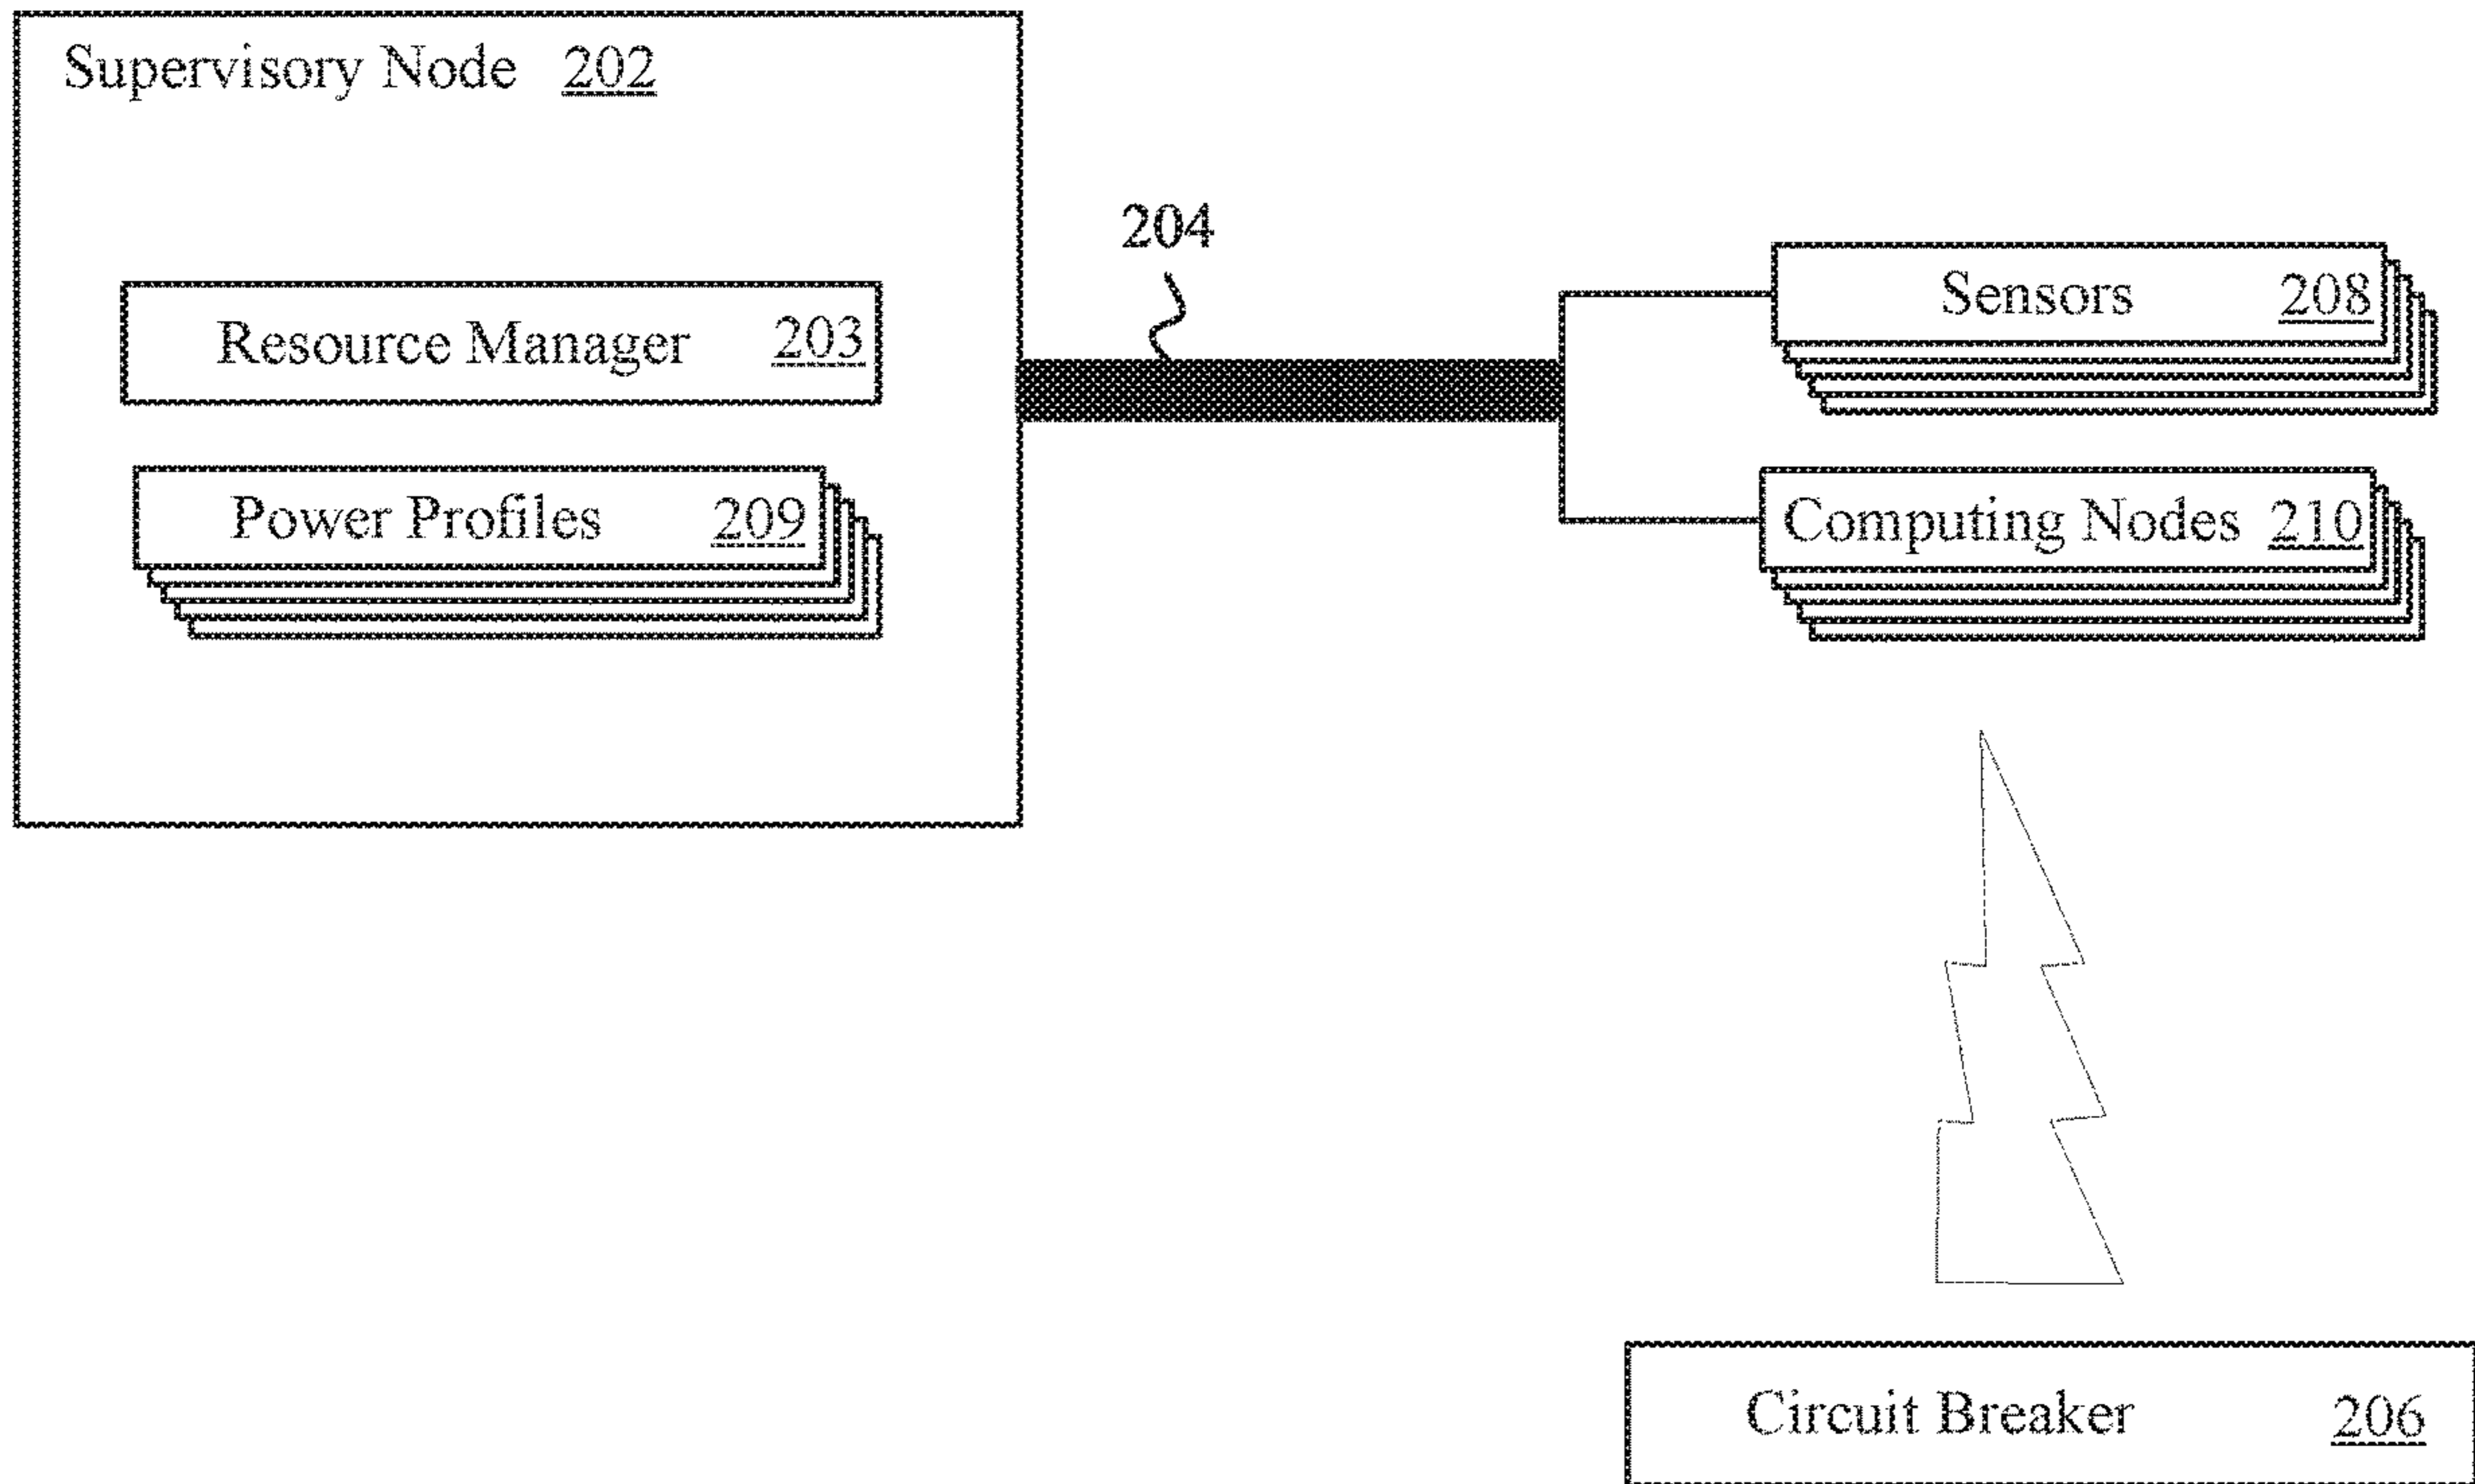 Supervisory Node 202
204
Sensors 208
Resource Manager 203
Power Profiles 209
Computing Nodes 210
Circuit Breaker 206